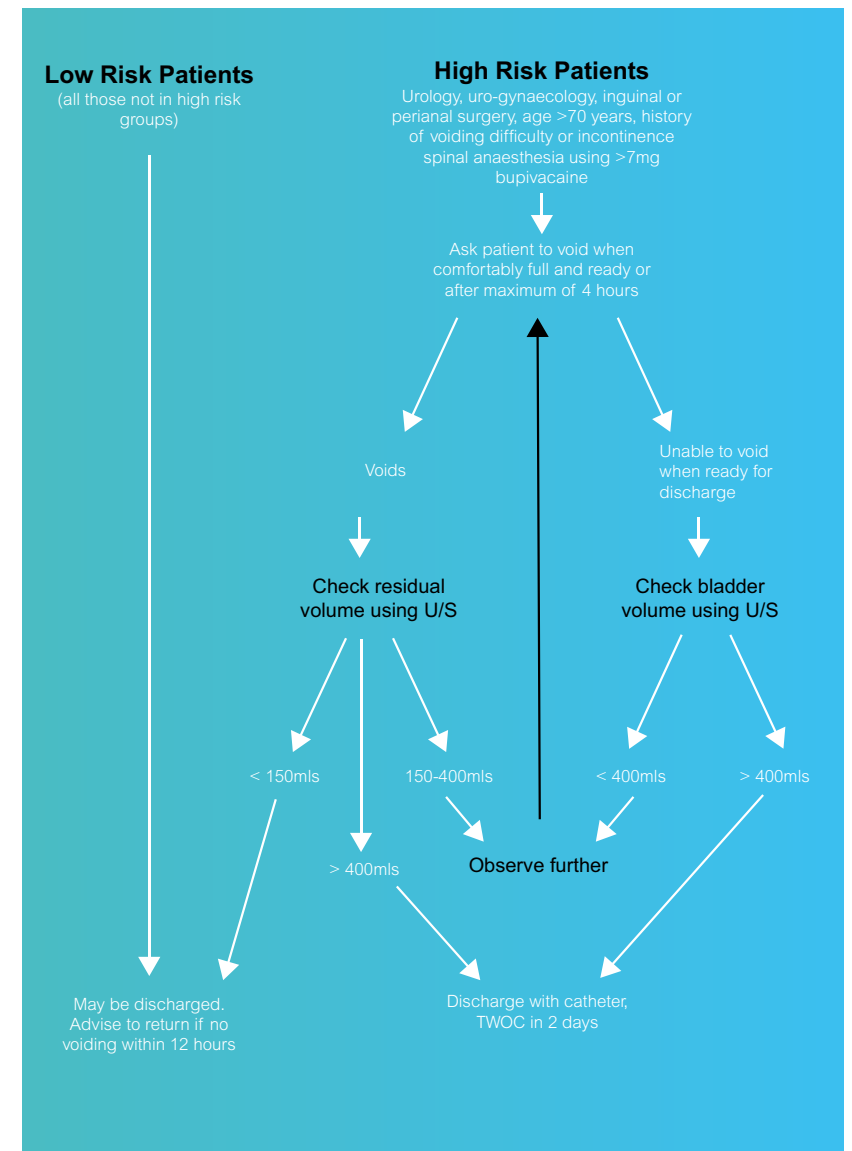 Low Risk Patients
(all those not in high risk
groups)
High Risk Patients
Urology, uro-gynaecology, inguinal or
perianal surgery, age >70 years, history
of voiding difficulty or incontinence
spinal anaesthesia using >7mg
bupivacaine
Ask patient to void when
comfortably full and ready or
after maximum of 4 hours
Voids
Unable to void
when ready for
discharge
Check residual
volume using U/S
Check bladder
volume using U/S
< 150mls
150-400mls
< 400mls
> 400mls
> 400mls
Observe further
May be discharged.
Advise to return if no
voiding within 12 hours
Discharge with catheter,
TWOC in 2 days